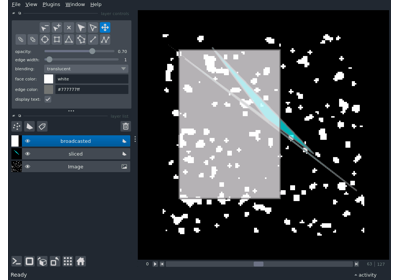 File View Plugins Window Help
opacity: 0.70
edge width: 1
blending: translucent
face color: white
edge color: #777777ff
display text:
broadcasted
sliced
Image
Ready
activity